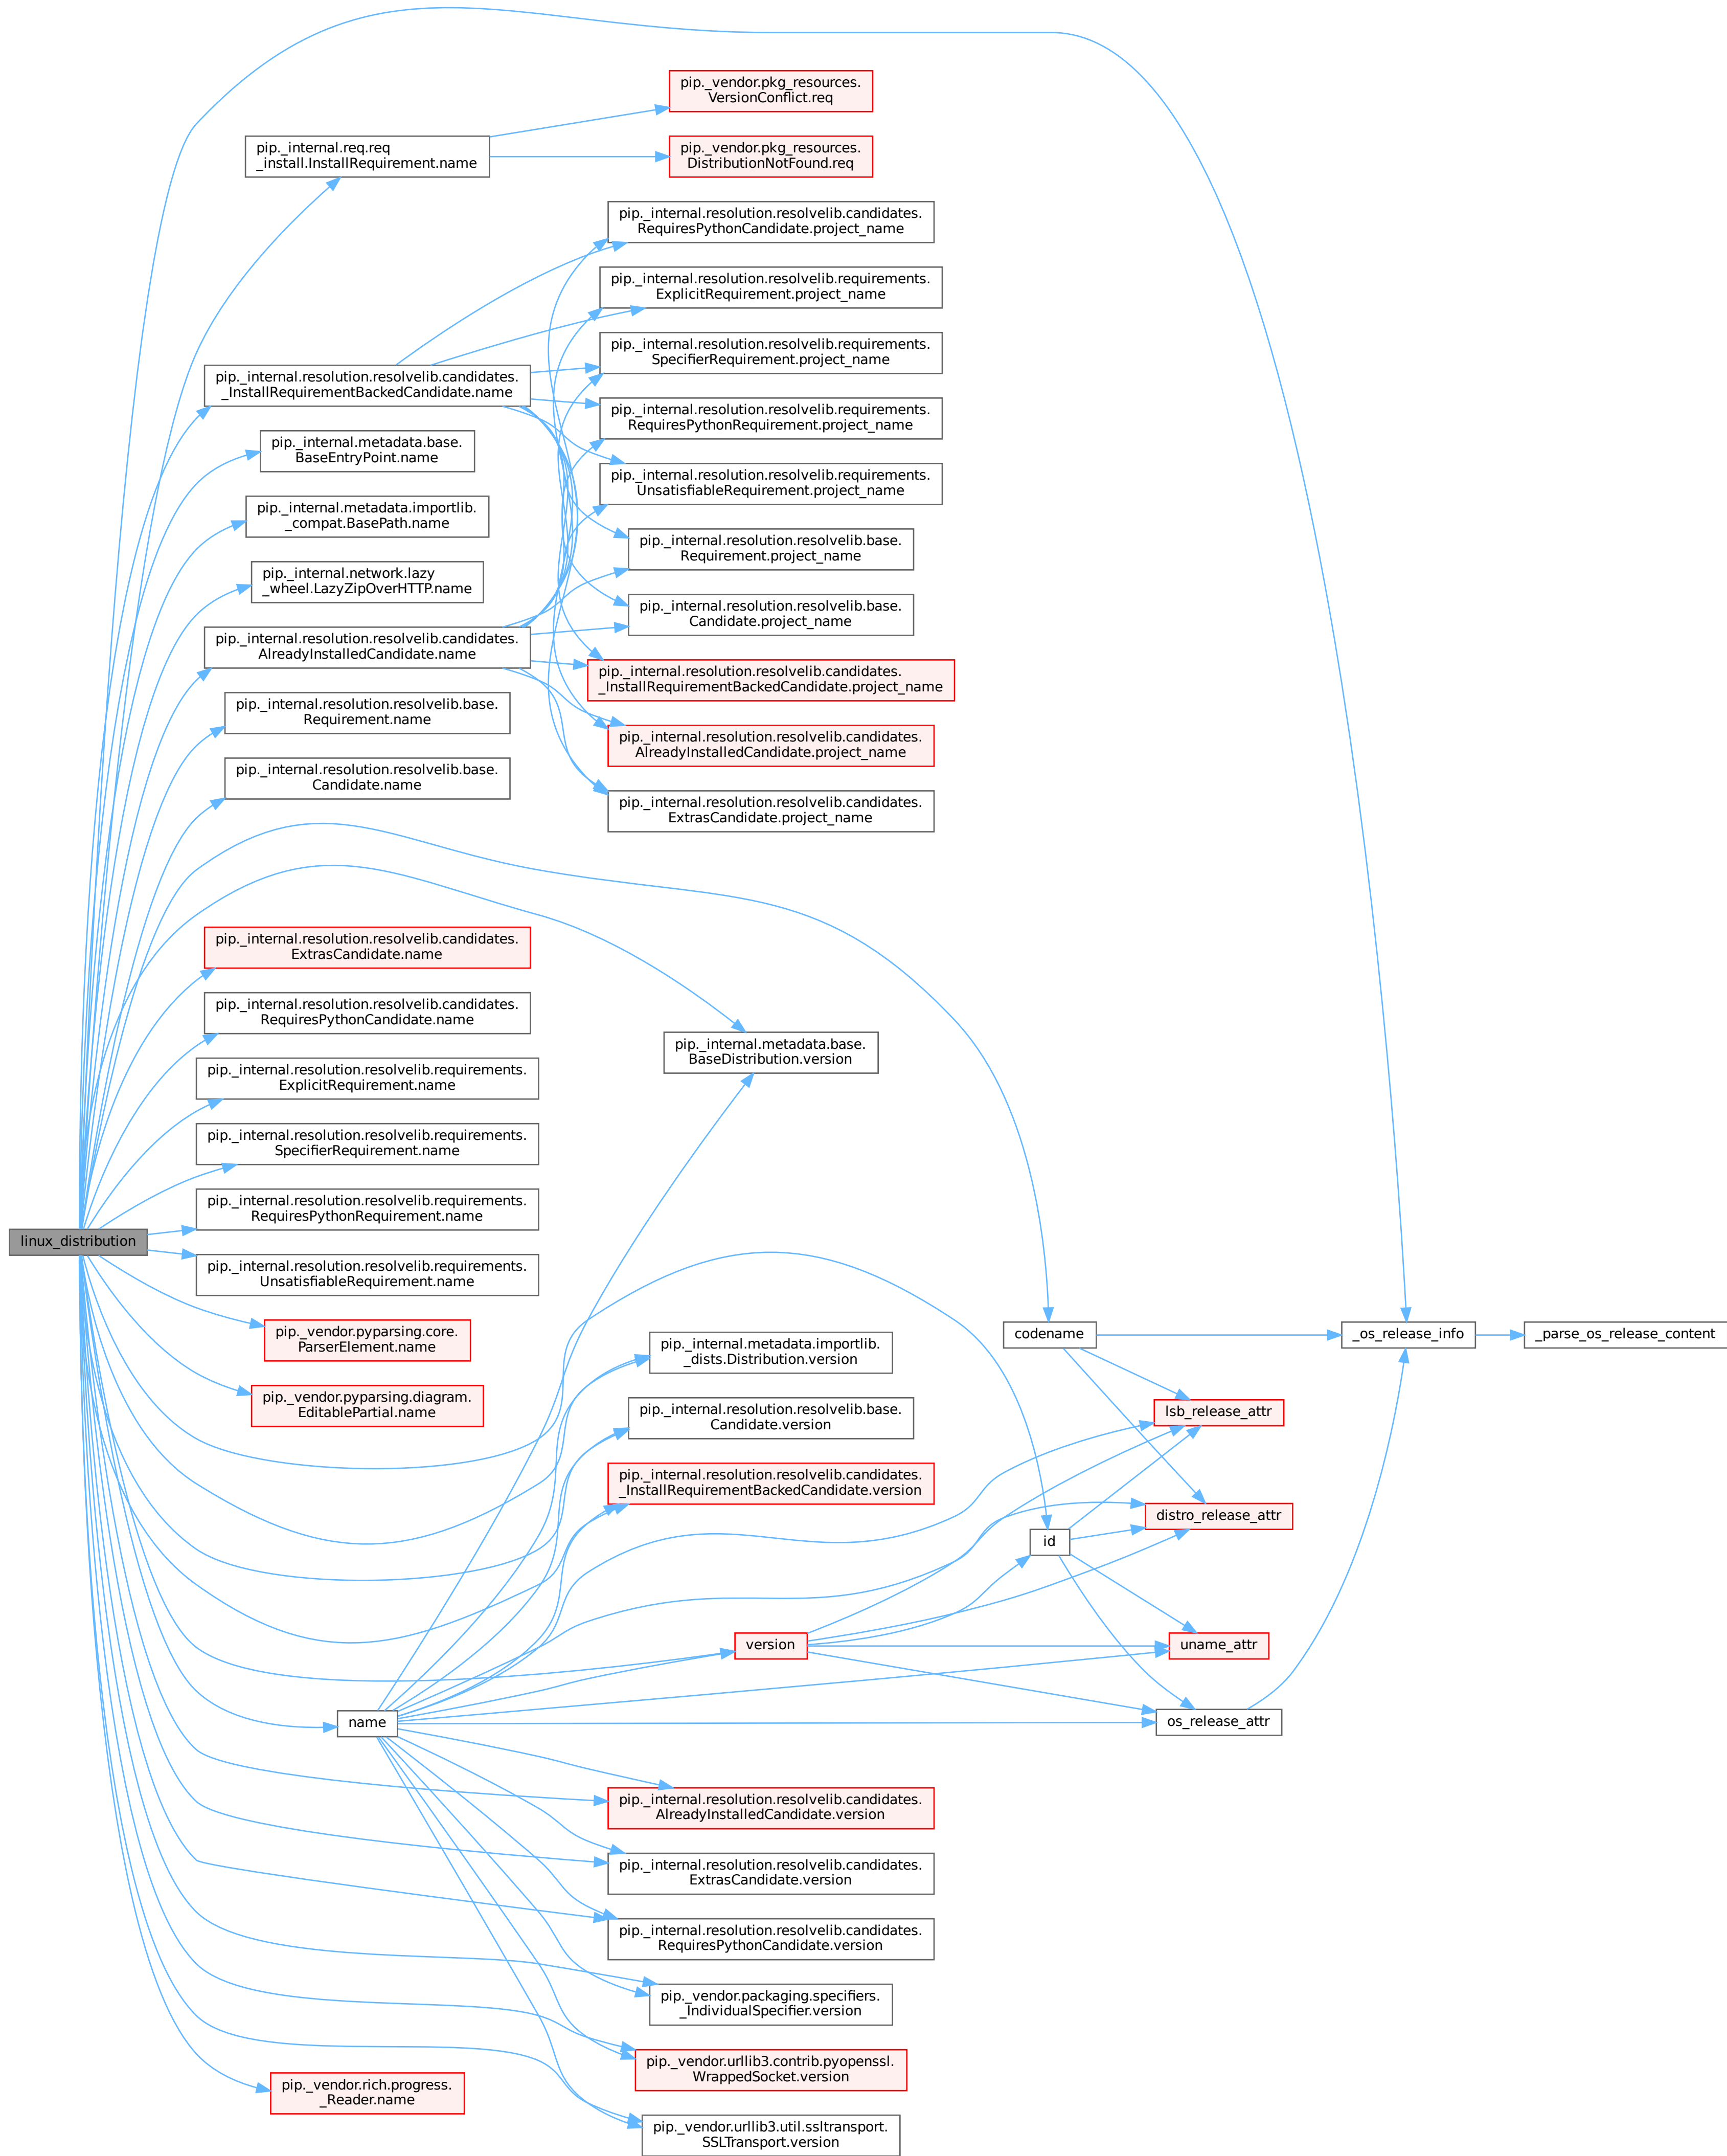 pip._vendor.pkg_resources.
VersionConflict.req
pip._internal.req.req
_install.InstallRequirement.name
pip._vendor.pkg_resources.
DistributionNotFound.req
pip._internal.resolution.resolvelib.candidates.
RequiresPythonCandidate.project_name
pip._internal.resolution.resolvelib.requirements.
ExplicitRequirement.project_name
pip._internal.resolution.resolvelib.requirements.
SpecifierRequirement.project_name
pip._internal.resolution.resolvelib.candidates.
_InstallRequirementBackedCandidate.name
pip._internal.resolution.resolvelib.requirements.
RequiresPythonRequirement.project_name
pip._internal.metadata.base.
BaseEntryPoint.name
pip._internal.resolution.resolvelib.requirements.
UnsatisfiableRequirement.project_name
pip._internal.metadata.importlib.
_compat.BasePath.name
pip._internal.resolution.resolvelib.base.
Requirement.project_name
pip._internal.network.lazy
_wheel.LazyZipOverHTTP.name
pip._internal.resolution.resolvelib.base.
Candidate.project_name
pip._internal.resolution.resolvelib.candidates.
AlreadyInstalledCandidate.name
pip._internal.resolution.resolvelib.candidates.
_InstallRequirementBackedCandidate.project_name
pip._internal.resolution.resolvelib.base.
Requirement.name
pip._internal.resolution.resolvelib.candidates.
AlreadyInstalledCandidate.project_name
pip._internal.resolution.resolvelib.base.
Candidate.name
pip._internal.resolution.resolvelib.candidates.
ExtrasCandidate.project_name
pip._internal.resolution.resolvelib.candidates.
ExtrasCandidate.name
pip._internal.resolution.resolvelib.candidates.
RequiresPythonCandidate.name
pip._internal.metadata.base.
BaseDistribution.version
pip._internal.resolution.resolvelib.requirements.
ExplicitRequirement.name
pip._internal.resolution.resolvelib.requirements.
SpecifierRequirement.name
pip._internal.resolution.resolvelib.requirements.
RequiresPythonRequirement.name
linux_distribution
pip._internal.resolution.resolvelib.requirements.
UnsatisfiableRequirement.name
pip._vendor.pyparsing.core.
ParserElement.name
pip._internal.metadata.importlib.
_dists.Distribution.version
codename
_os_release_info
_parse_os_release_content
pip._vendor.pyparsing.diagram.
EditablePartial.name
pip._internal.resolution.resolvelib.base.
Candidate.version
lsb_release_attr
pip._internal.resolution.resolvelib.candidates.
_InstallRequirementBackedCandidate.version
distro_release_attr
id
version
uname_attr
name
os_release_attr
pip._internal.resolution.resolvelib.candidates.
AlreadyInstalledCandidate.version
pip._internal.resolution.resolvelib.candidates.
ExtrasCandidate.version
pip._internal.resolution.resolvelib.candidates.
RequiresPythonCandidate.version
pip._vendor.packaging.specifiers.
_IndividualSpecifier.version
pip._vendor.urllib3.contrib.pyopenssl.
WrappedSocket.version
pip._vendor.rich.progress.
_Reader.name
pip._vendor.urllib3.util.ssltransport.
SSLTransport.version